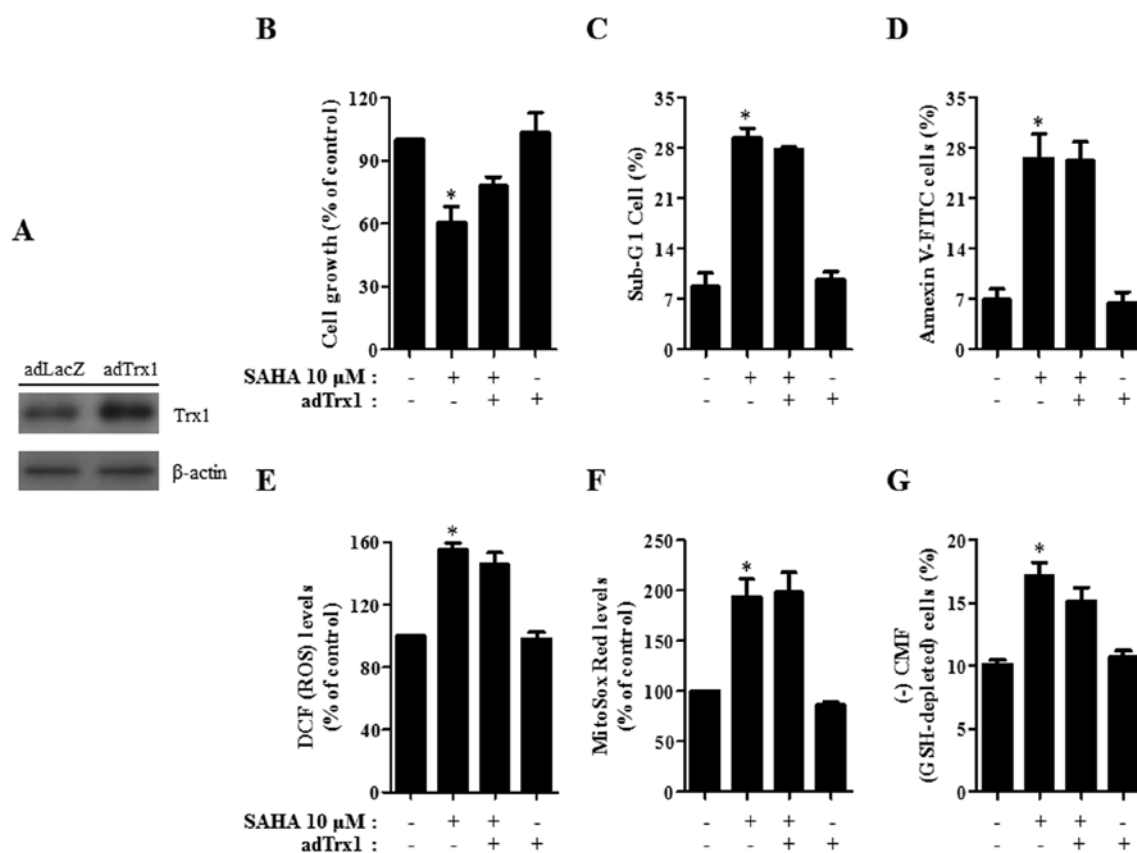 A
adLacZ adTrx1
Trx1
β-actin
B
Cell growth (% of control)
120
90
60
30
0
*
SAHA 10 μM : - + + -
adTrx1 : - - + +
C
Sub-G1 Cell (%)
35
28
21
14
7
0
*
- + + -
- - + +
D
Annexin V-FITC cells (%)
35
28
21
14
7
0
*
- + + -
- - + +
E
DCF (ROS) levels
(% of control)
160
120
80
40
0
*
SAHA 10 μM : - + + -
adTrx1 : - - + +
F
MitoSox Red levels
(% of control)
250
200
150
100
50
0
*
- + + -
- - + +
G
(-) CMF
(GSH-depleted) cells (%)
20
15
10
5
0
*
- + + -
- - + +